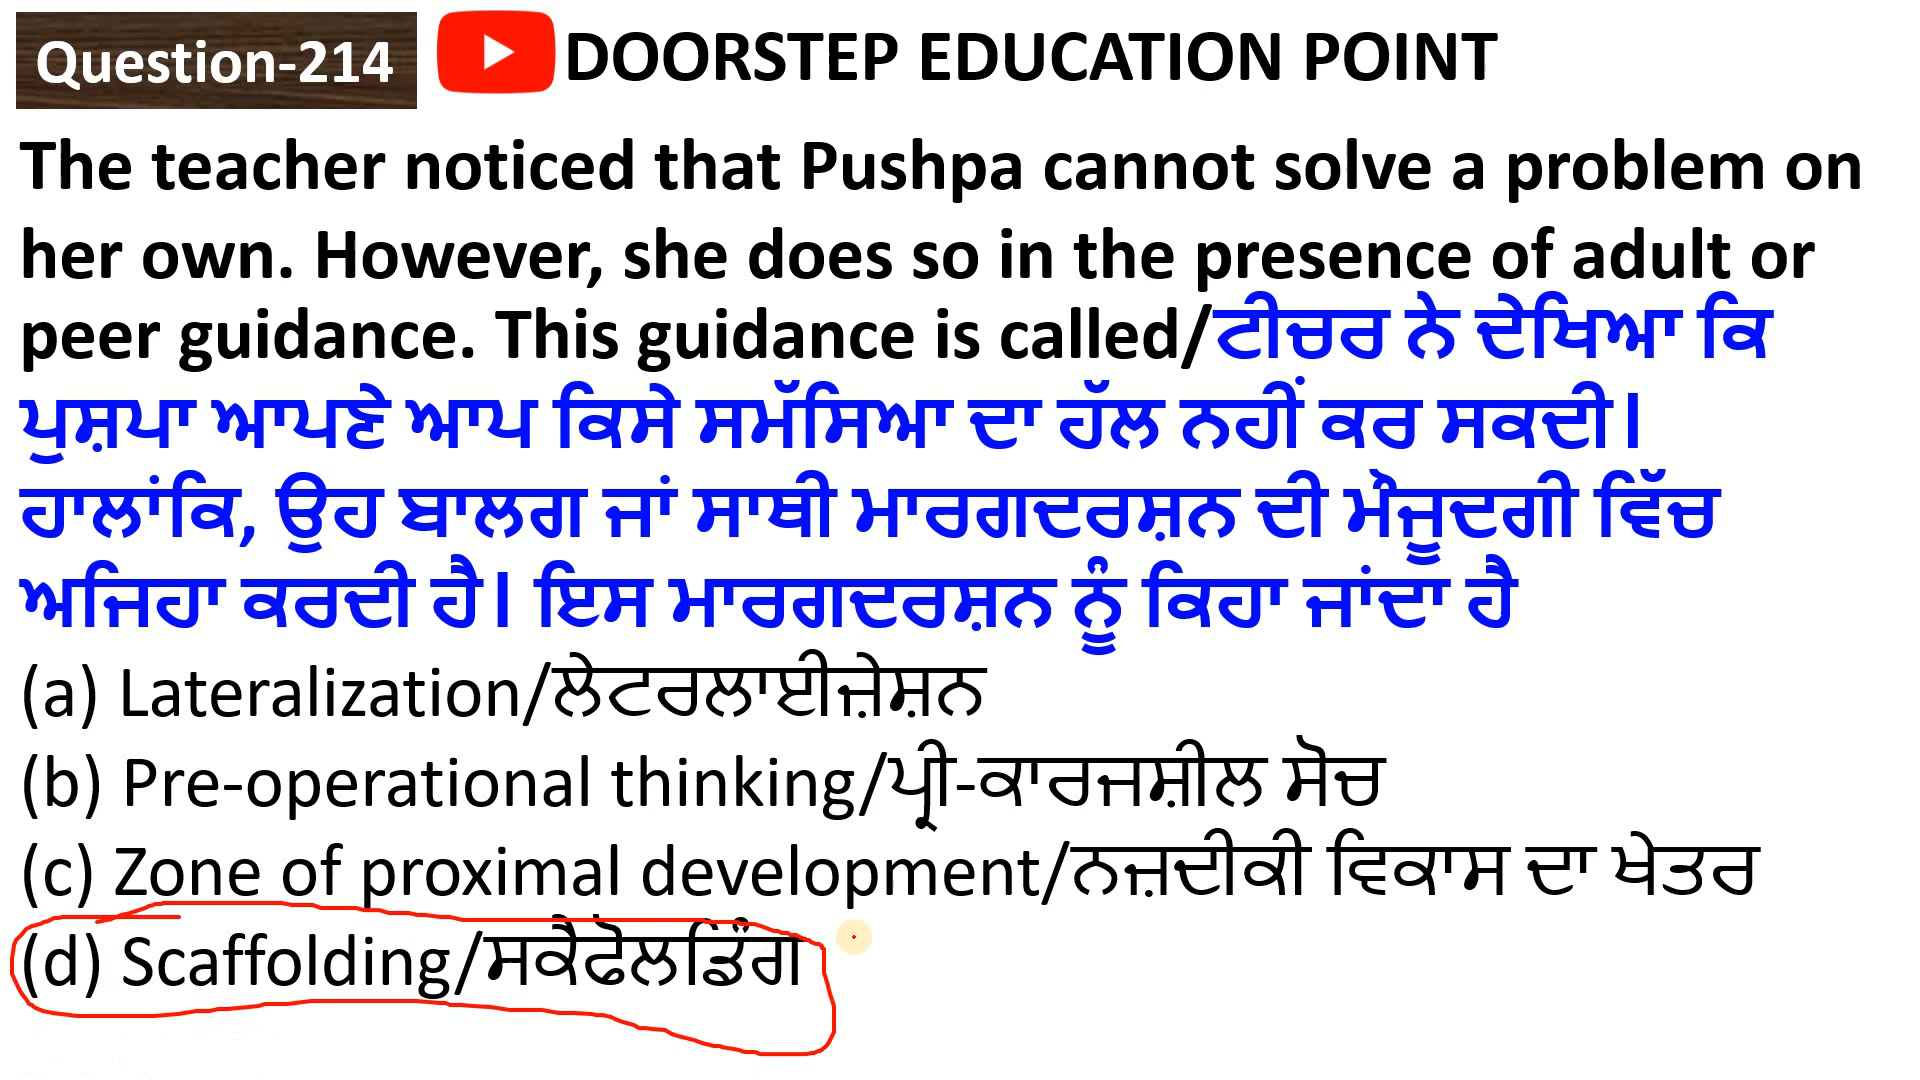 Question-214 DOORSTEP EDUCATION POINT
The teacher noticed that Pushpa cannot solve a problem on
her own. However, she does so in the presence of adult or
peer guidance. This guidance is called/ਟੀਚਰ ਨੇ ਦੇਖਿਆ ਕਿ
ਪੁਸ਼ਪਾ ਆਪਣੇ ਆਪ ਕਿਸੇ ਸਮੱਸਿਆ ਦਾ ਹੱਲ ਨਹੀਂ ਕਰ ਸਕਦੀ।
ਹਾਲਾਂਕਿ, ਉਹ ਬਾਲਗ ਜਾਂ ਸਾਥੀ ਮਾਰਗਦਰਸ਼ਨ ਦੀ ਮੌਜੂਦਗੀ ਵਿੱਚ
ਅਜਿਹਾ ਕਰਦੀ ਹੈ। ਇਸ ਮਾਰਗਦਰਸ਼ਨ ਨੂੰ ਕਿਹਾ ਜਾਂਦਾ ਹੈ
(a) Lateralization/ਲੇਟਰਲਾਈਜ਼ੇਸ਼ਨ
(b) Pre-operational thinking/ਪ੍ਰੀ-ਕਾਰਜਸ਼ੀਲ ਸੋਚ
(c) Zone of proximal development/ਨਜ਼ਦੀਕੀ ਵਿਕਾਸ ਦਾ ਖੇਤਰ
(d) Scaffolding/ਸਕੈਫੋਲਡਿੰਗ